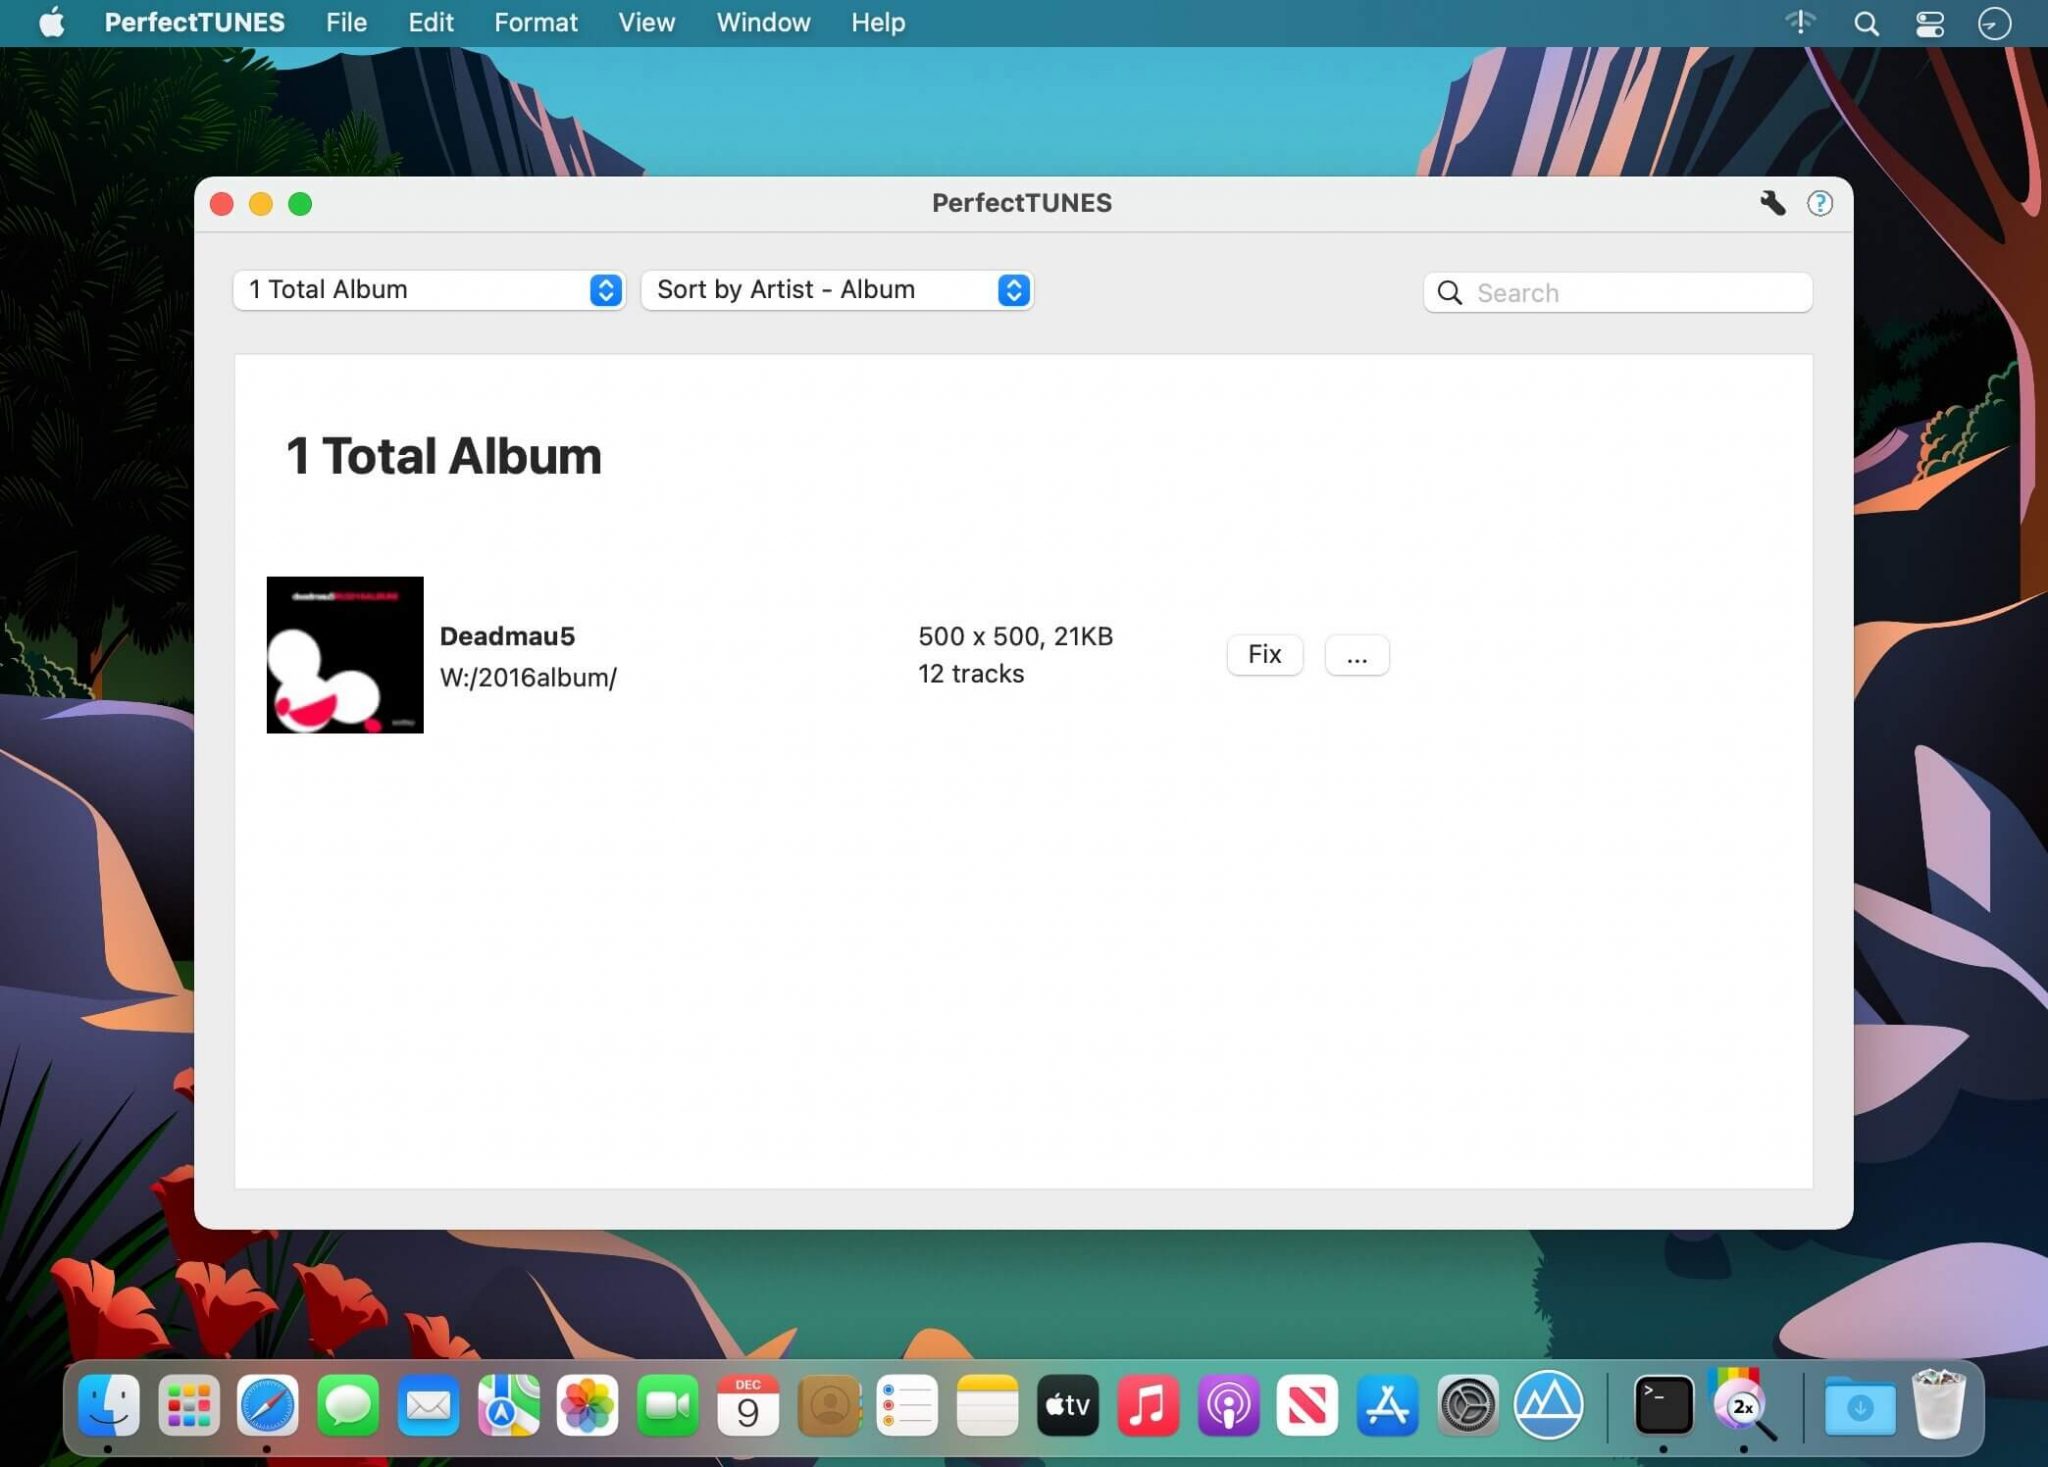 PerfectTUNES File Edit Format View Window Help
PerfectTUNES
?
1 Total Album
Sort by Artist - Album
Search
1 Total Album
deadmau5
Deadmau5
W:/2016album/
500 x 500, 21KB
12 tracks
Fix
...
DEC
9
tv
>_
2x